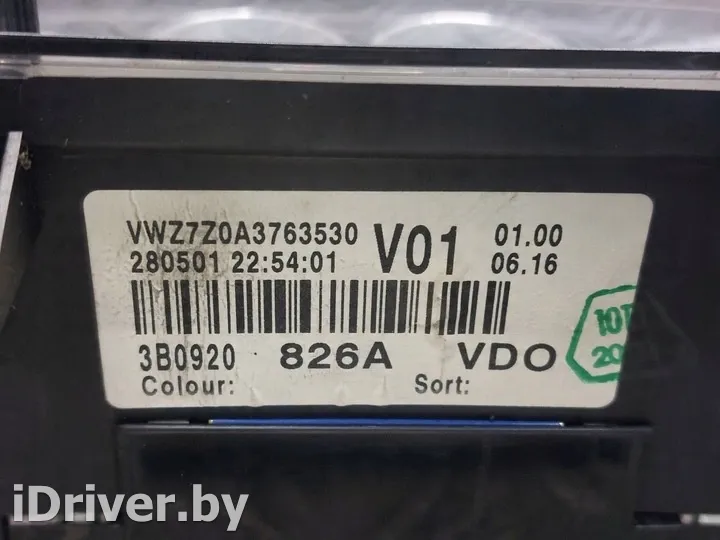 VWZ7Z0A3763530 V01 01.00
280501 22:54:01 06.16
3B0920 826A VDO
Colour: Sort:
iDriver.by